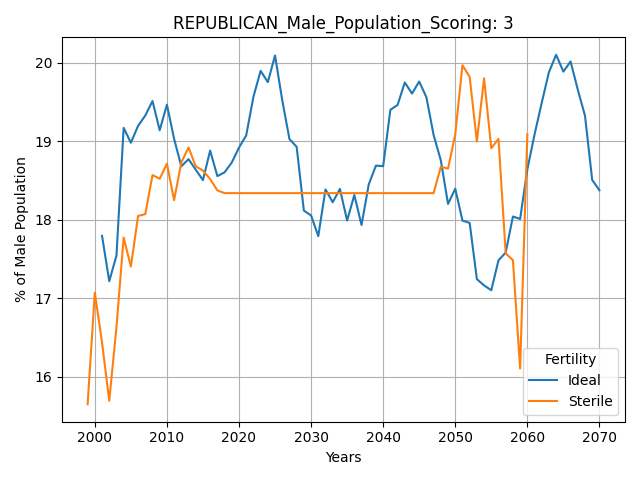 REPUBLICAN_Male_Population_Scoring: 3
% of Male Population
20
19
18
17
16
2000 2010 2020 2030 2040 2050 2060 2070
Years
Fertility
Ideal
Sterile